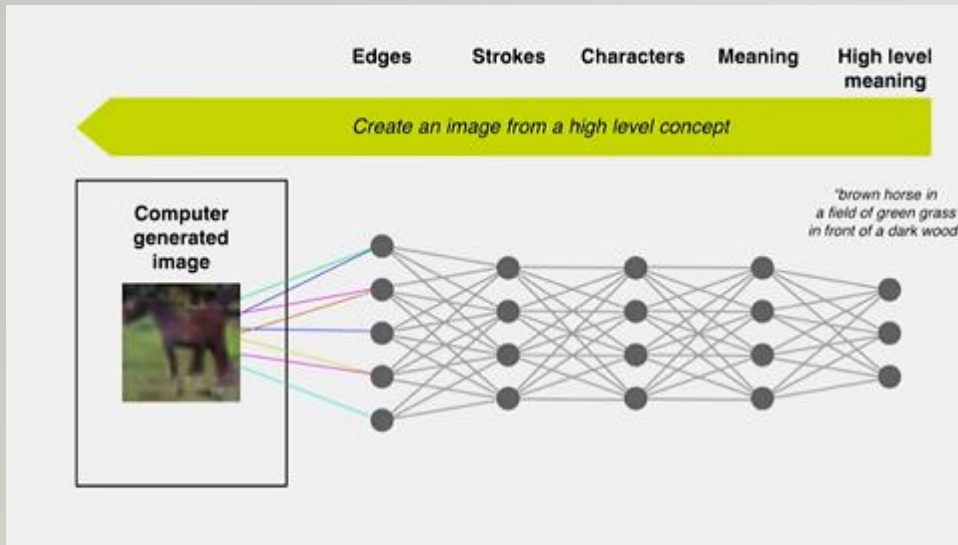 Edges Strokes Characters Meaning High level
meaning
Create an image from a high level concept
Computer
generated
image
"brown horse in
a field of green grass
in front of a dark wood